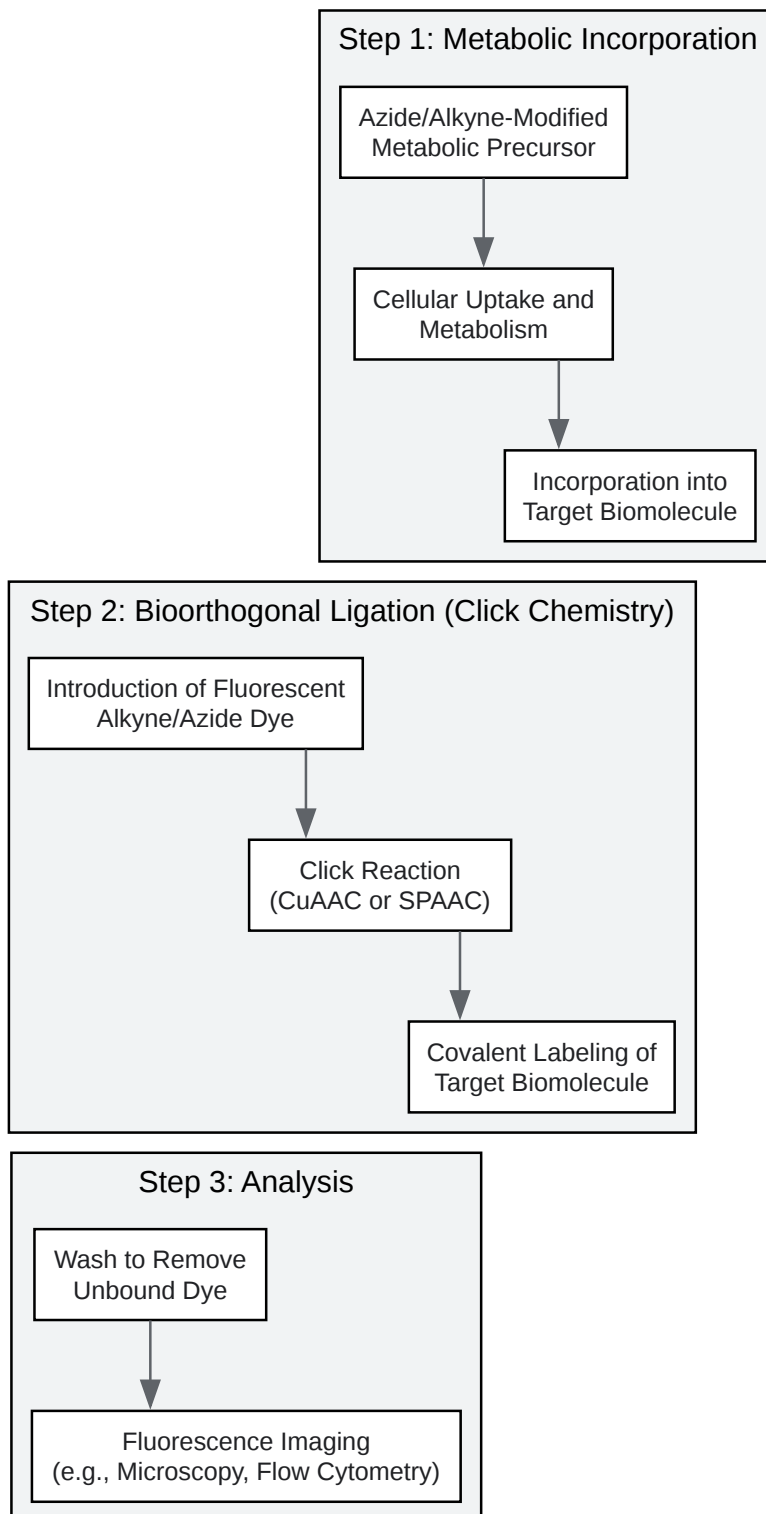 Step 1: Metabolic Incorporation
Azide/Alkyne-Modified
Metabolic Precursor
Cellular Uptake and
Metabolism
Incorporation into
Target Biomolecule
Step 2: Bioorthogonal Ligation (Click Chemistry)
Introduction of Fluorescent
Alkyne/Azide Dye
Click Reaction
(CuAAC or SPAAC)
Covalent Labeling of
Target Biomolecule
Step 3: Analysis
Wash to Remove
Unbound Dye
Fluorescence Imaging
(e.g., Microscopy, Flow Cytometry)